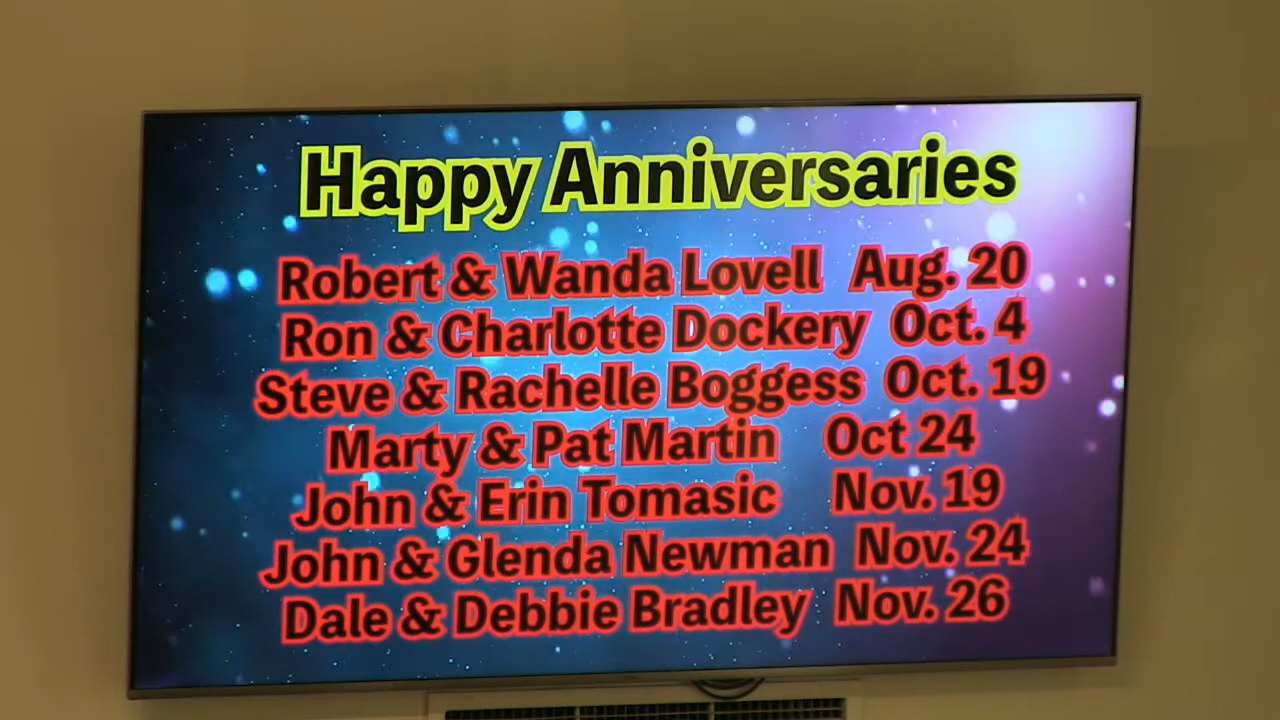 Happy Anniversaries
Robert & Wanda Lovell Aug. 20
Ron & Charlotte Dockery Oct. 4
Steve & Rachelle Boggess Oct. 19
Marty & Pat Martin Oct 24
John & Erin Tomasic Nov. 19
John & Glenda Newman Nov. 24
Dale & Debbie Bradley Nov. 26